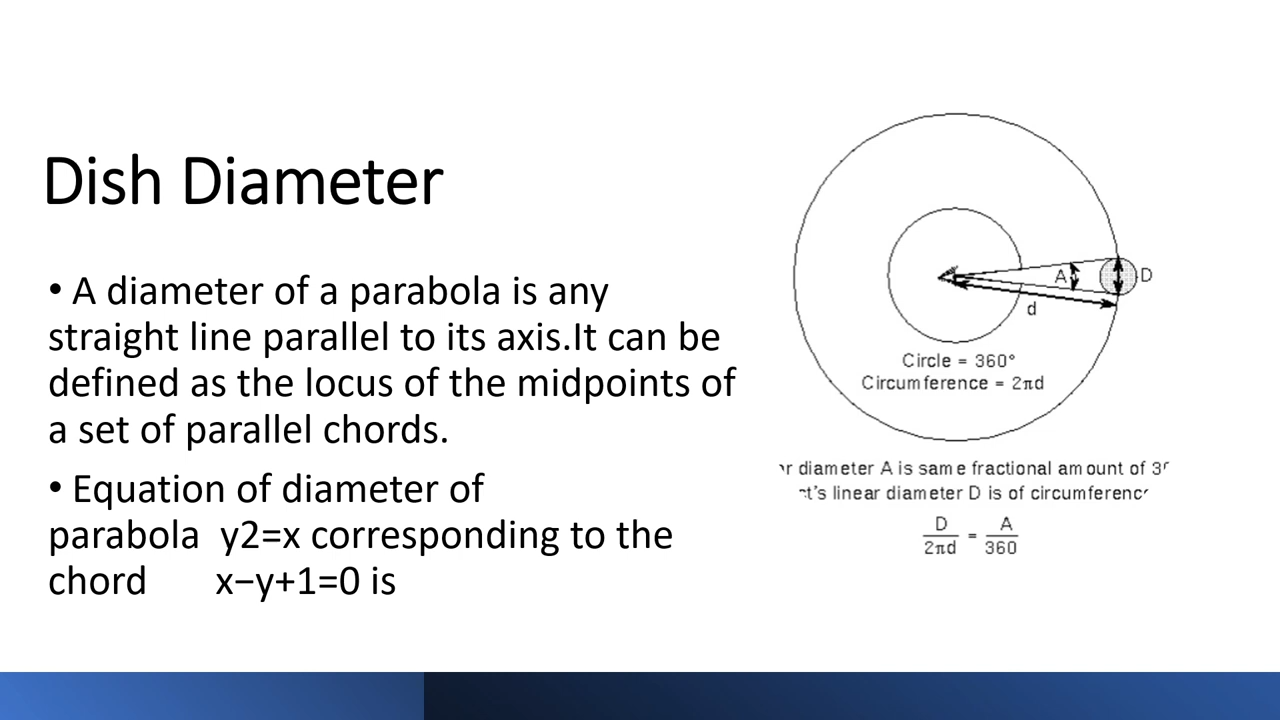 Dish Diameter
• A diameter of a parabola is any
straight line parallel to its axis.It can be
defined as the locus of the midpoints of
a set of parallel chords.
• Equation of diameter of
parabola y2=x corresponding to the
chord x−y+1=0 is
A
D
d
Circle = 360°
Circumference = 2πd
diameter A is same fractional amount of
linear diameter D is of
D
2πd
=
A
360